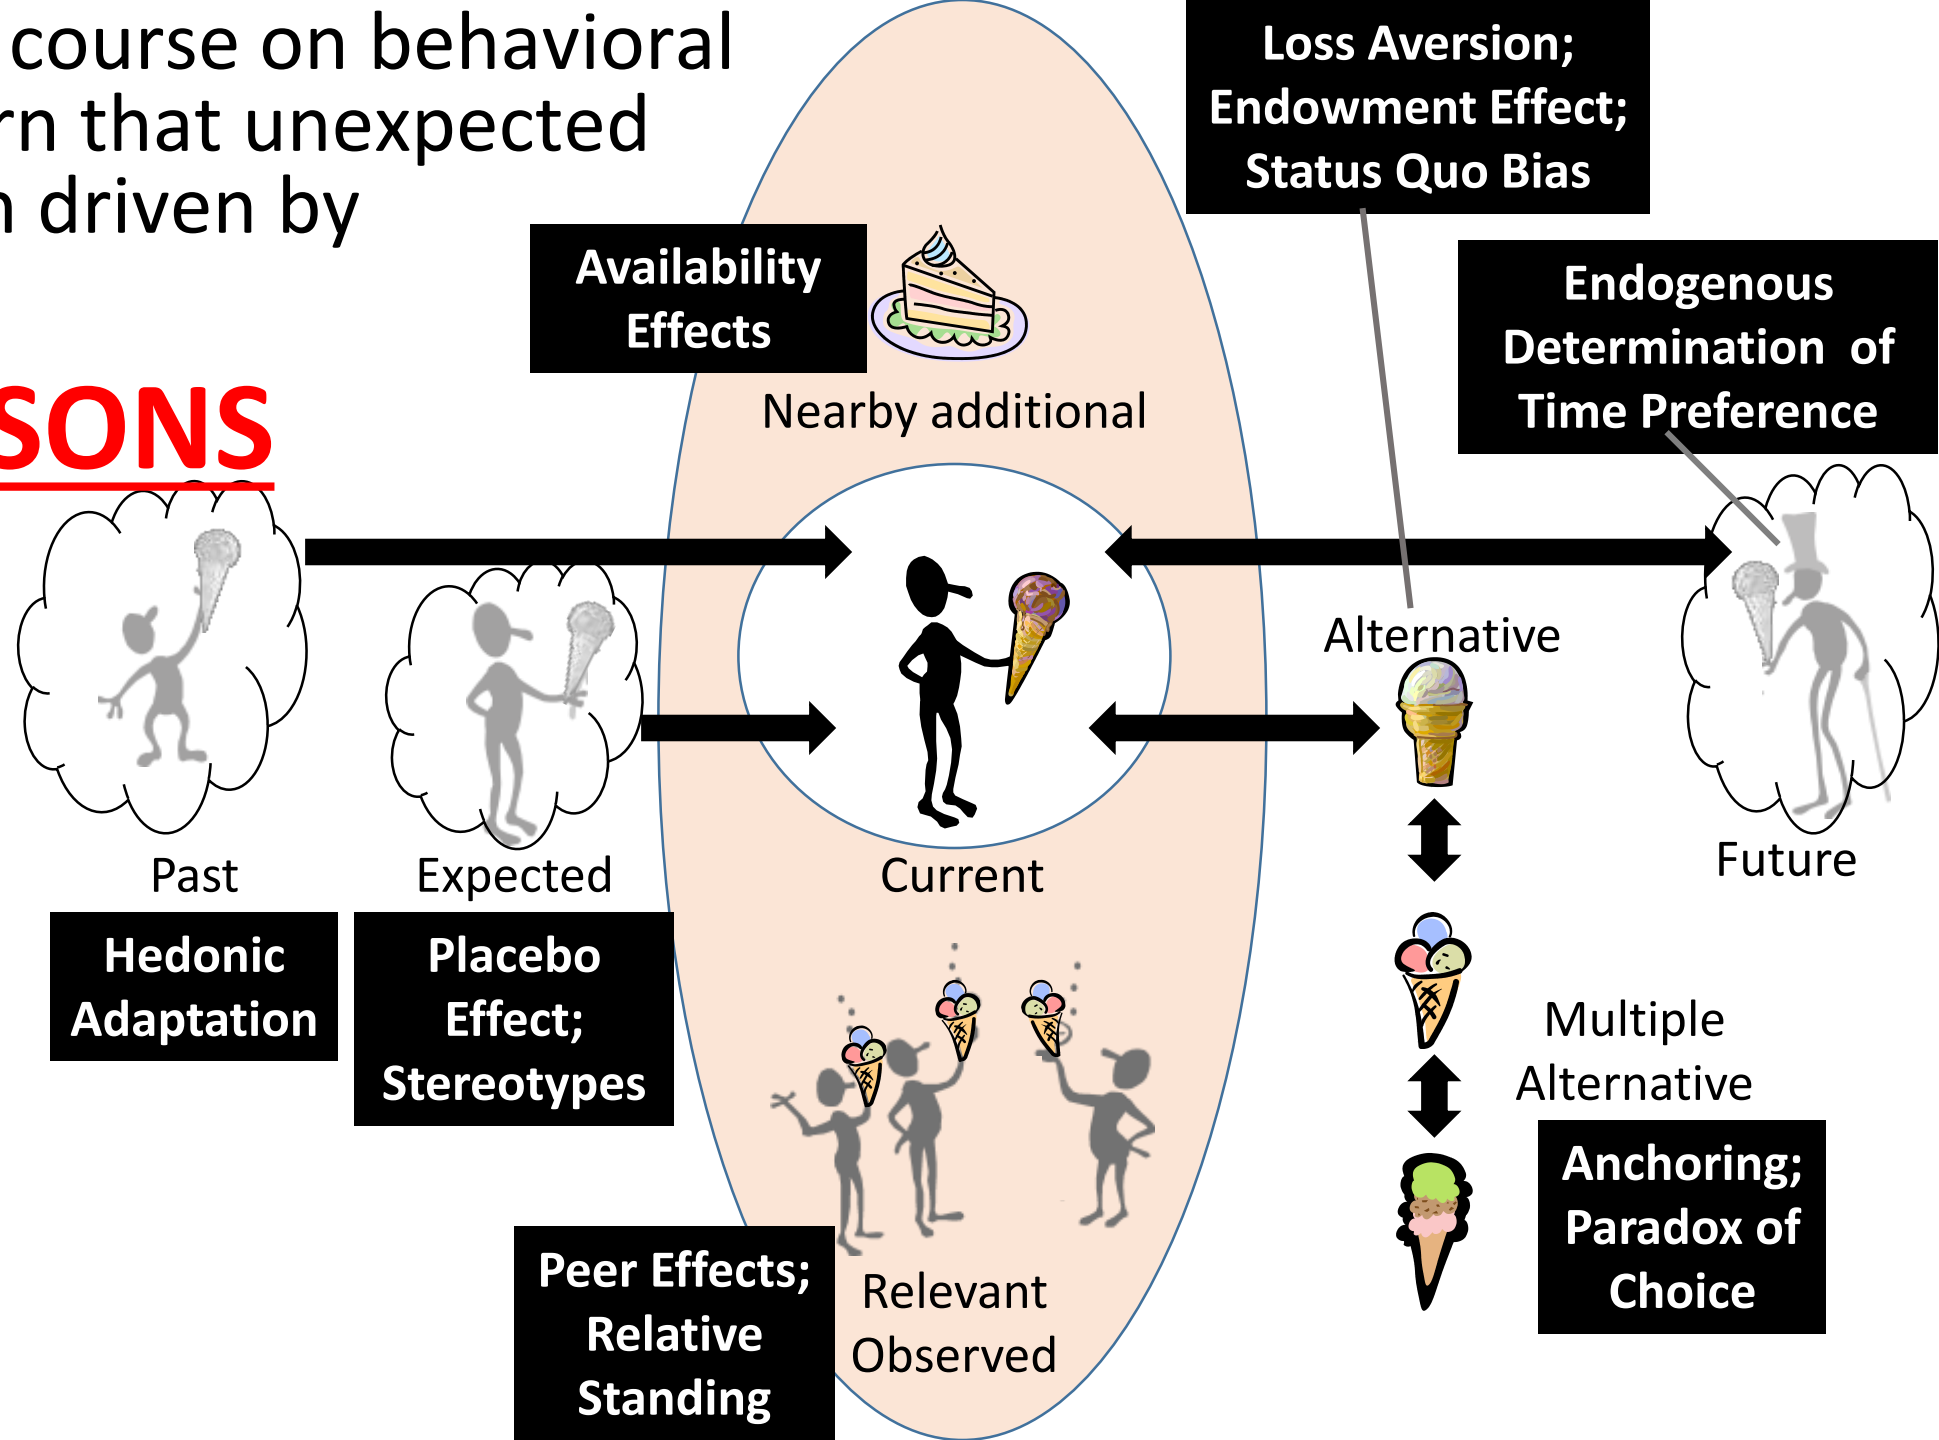 course on behavioral
rn that unexpected
n driven by
SONS
Loss Aversion;
Endowment Effect;
Status Quo Bias
Availability
Effects
Endogenous
Determination of
Time Preference
Nearby additional
Alternative
Past
Expected
Current
Future
Hedonic
Adaptation
Placebo
Effect;
Stereotypes
Multiple
Alternative
Anchoring;
Paradox of
Choice
Peer Effects;
Relative
Standing
Relevant
Observed